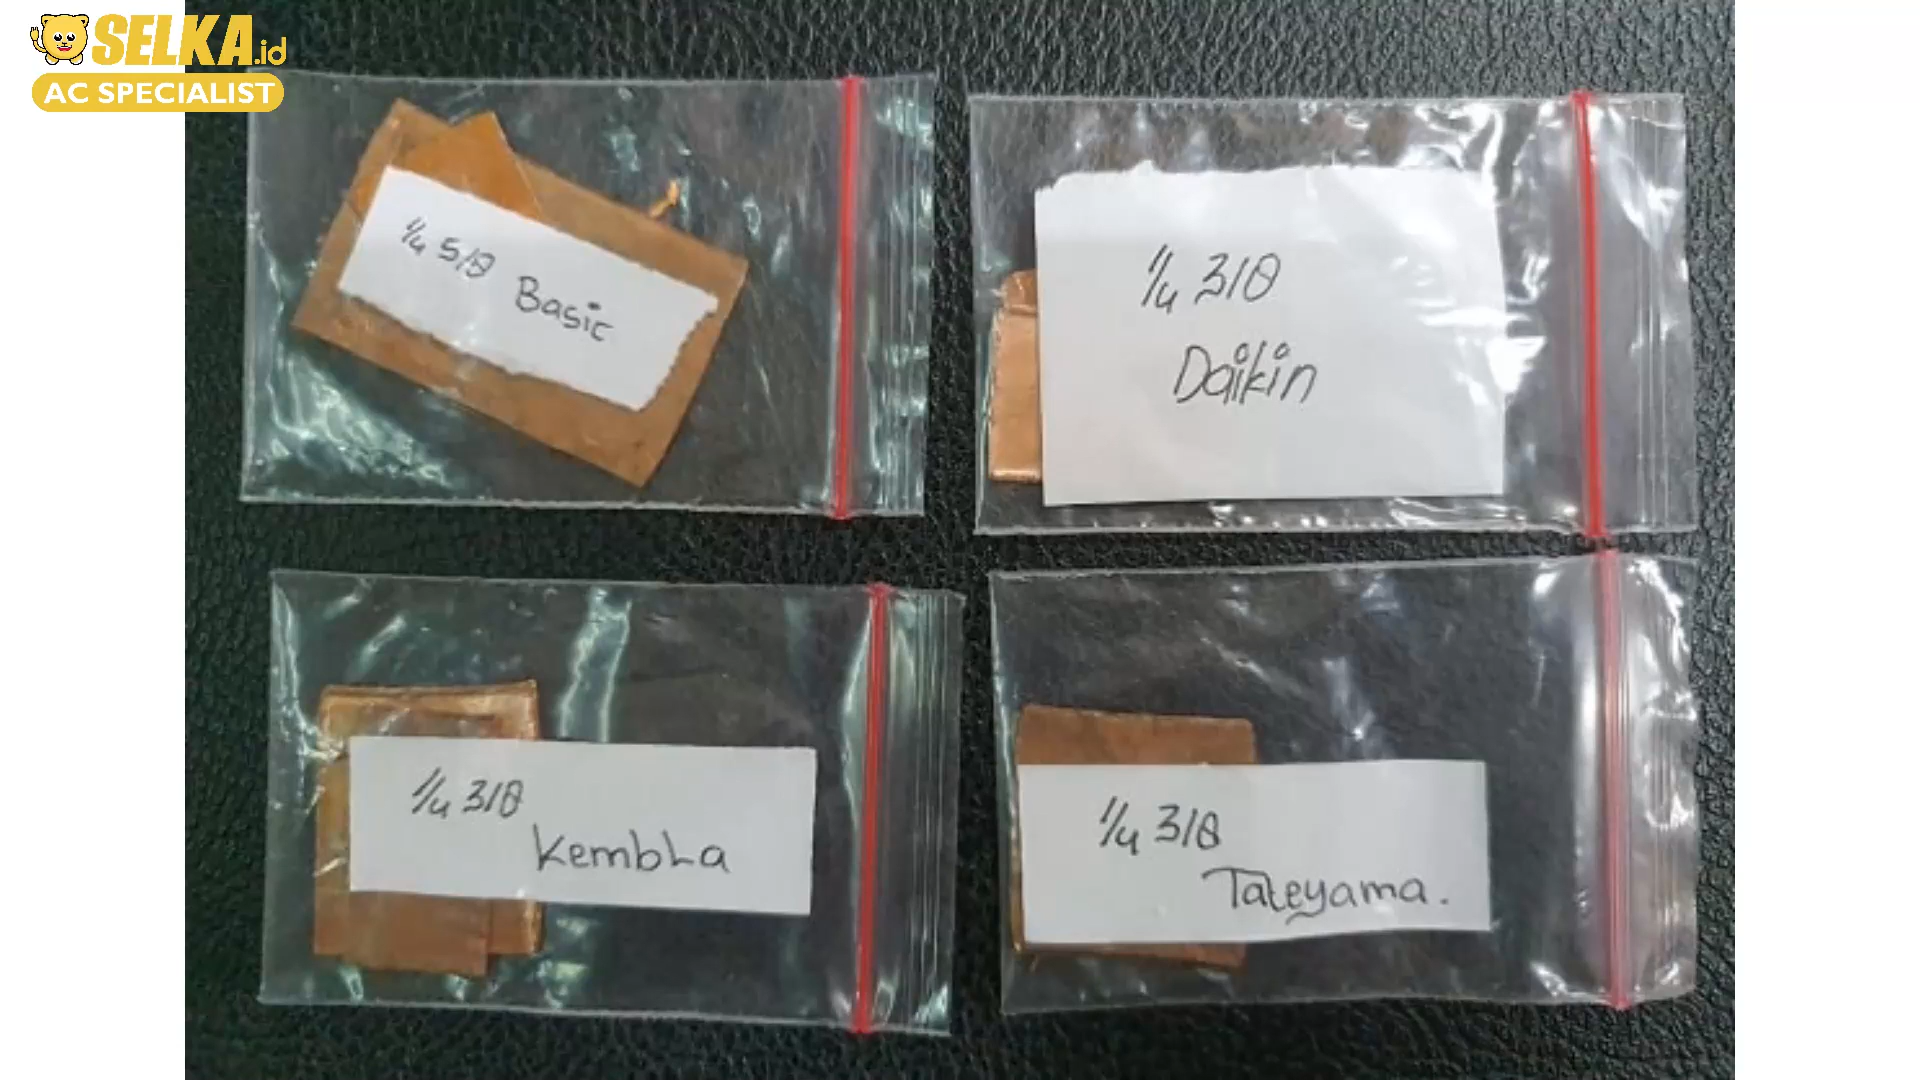 SELKA.id
AC SPECIALIST
1/4 5/8
Basic
1/4 3/8
Daikin
1/4 3/8
Kembla
1/4 3/8
Tateyama.